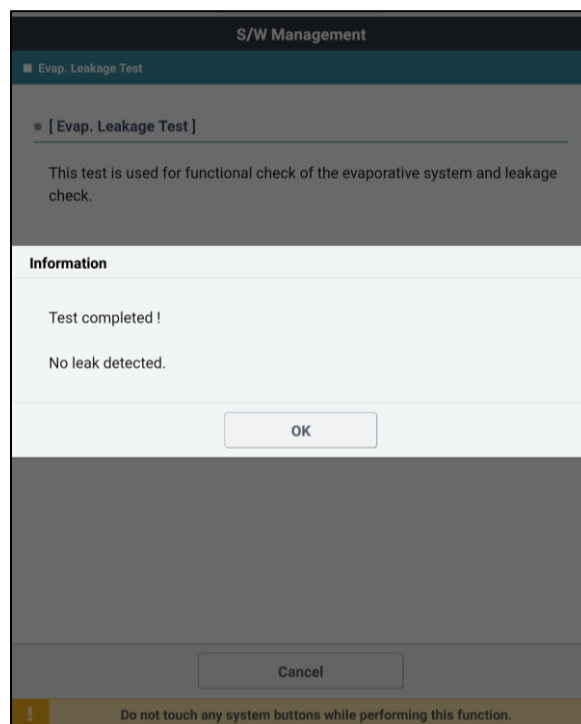 S/W Management
Evap. Leakage Test
[ Evap. Leakage Test ]
This test is used for functional check of the evaporative system and leakage
check.
Information
Test completed !
No leak detected.
OK
Cancel
! Do not touch any system buttons while performing this function.